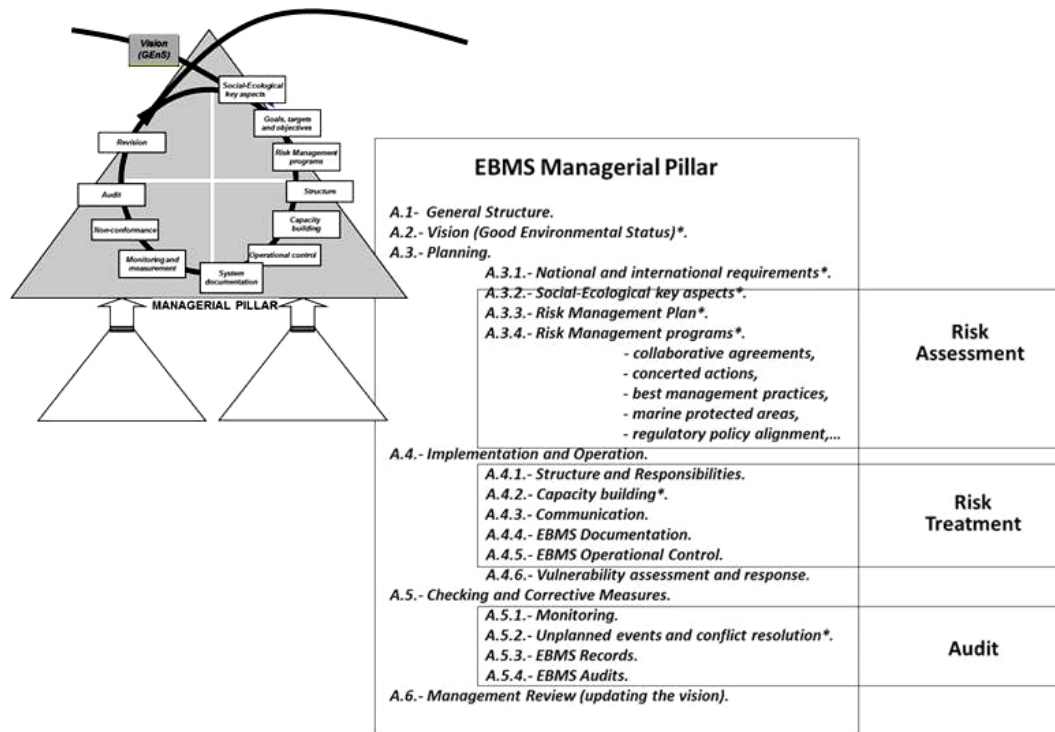 Vision
(GEnS)
Social-Ecological
key aspects
Goals, targets
and objectives
Risk Management
programs
Structure
Capacity
building
Operational control
System
documentation
Monitoring and
measurement
Non-conformance
Audit
Revision
MANAGERIAL PILLAR
EBMS Managerial Pillar
A.1- General Structure.
A.2.- Vision (Good Environmental Status)*.
A.3.- Planning.
A.3.1.- National and international requirements*.
A.3.2.- Social-Ecological key aspects*.
A.3.3.- Risk Management Plan*.
A.3.4.- Risk Management programs*.
- collaborative agreements,
- concerted actions,
- best management practices,
- marine protected areas,
- regulatory policy alignment,...
Risk
Assessment
A.4.- Implementation and Operation.
A.4.1.- Structure and Responsibilities.
A.4.2.- Capacity building*.
A.4.3.- Communication.
A.4.4.- EBMS Documentation.
A.4.5.- EBMS Operational Control.
A.4.6.- Vulnerability assessment and response.
Risk
Treatment
A.5.- Checking and Corrective Measures.
A.5.1.- Monitoring.
A.5.2.- Unplanned events and conflict resolution*.
A.5.3.- EBMS Records.
A.5.4.- EBMS Audits.
Audit
A.6.- Management Review (updating the vision).